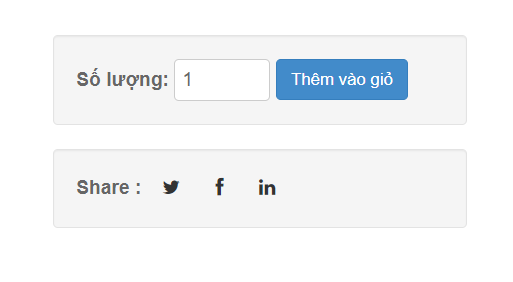 Số lượng: 1 Thêm vào giỏ
Share :